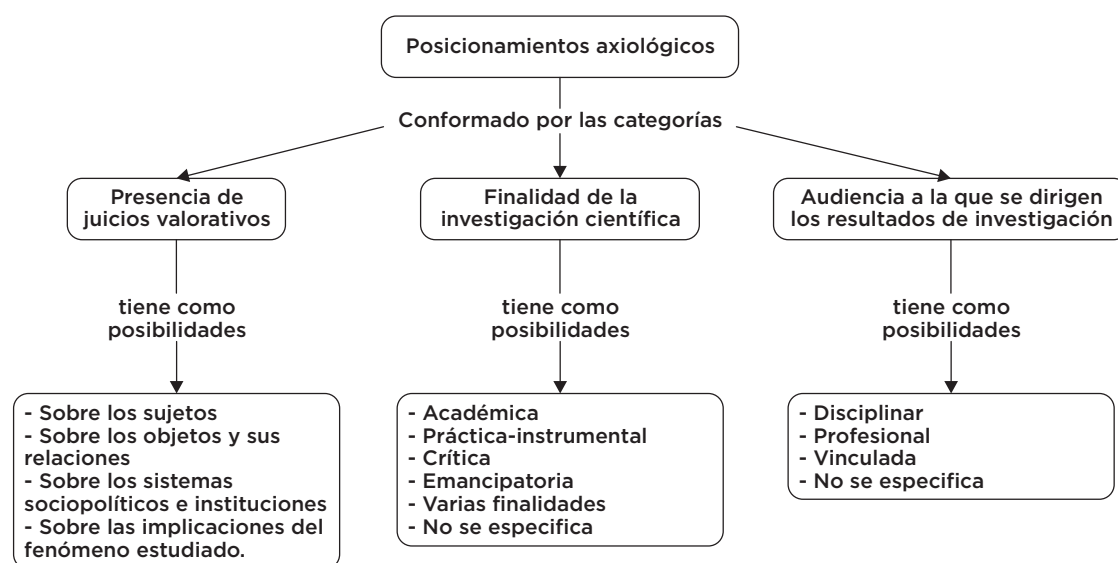 Posicionamientos axiológicos
Conformado por las categorías
Presencia de
juicios valorativos
Finalidad de la
investigación científica
Audiencia a la que se dirigen
los resultados de investigación
tiene como
posibilidades
tiene como
posibilidades
tiene como
posibilidades
- Sobre los sujetos
- Sobre los objetos y sus
relaciones
- Sobre los sistemas
sociopolíticos e instituciones
- Sobre las implicaciones del
fenómeno estudiado.
- Académica
- Práctica-instrumental
- Crítica
- Emancipatoria
- Varias finalidades
- No se especifica
- Disciplinar
- Profesional
- Vinculada
- No se especifica